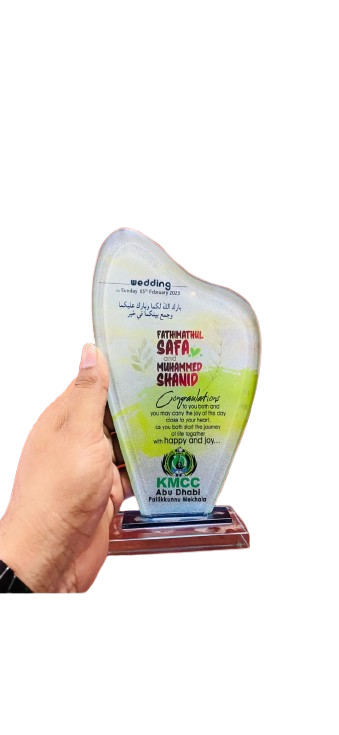 wedding
on Sunday 05th February 2023
بارك الله لكما وبارك عليكما
وجمع بينكما في خير
FATHIMATHUL
SAFA
and
MUHAMMED
SHANID
Congratulations
to you both and
you may carry the joy of this day
close to your heart,
as you both start the journey
of life together
with happy and joy...
KMCC
Abu Dhabi
Pallikkunnu Meichala